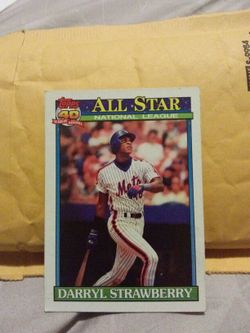 Topps
40
ALL★STAR
NATIONAL LEAGUE
Mets
DARRYL STRAWBERRY